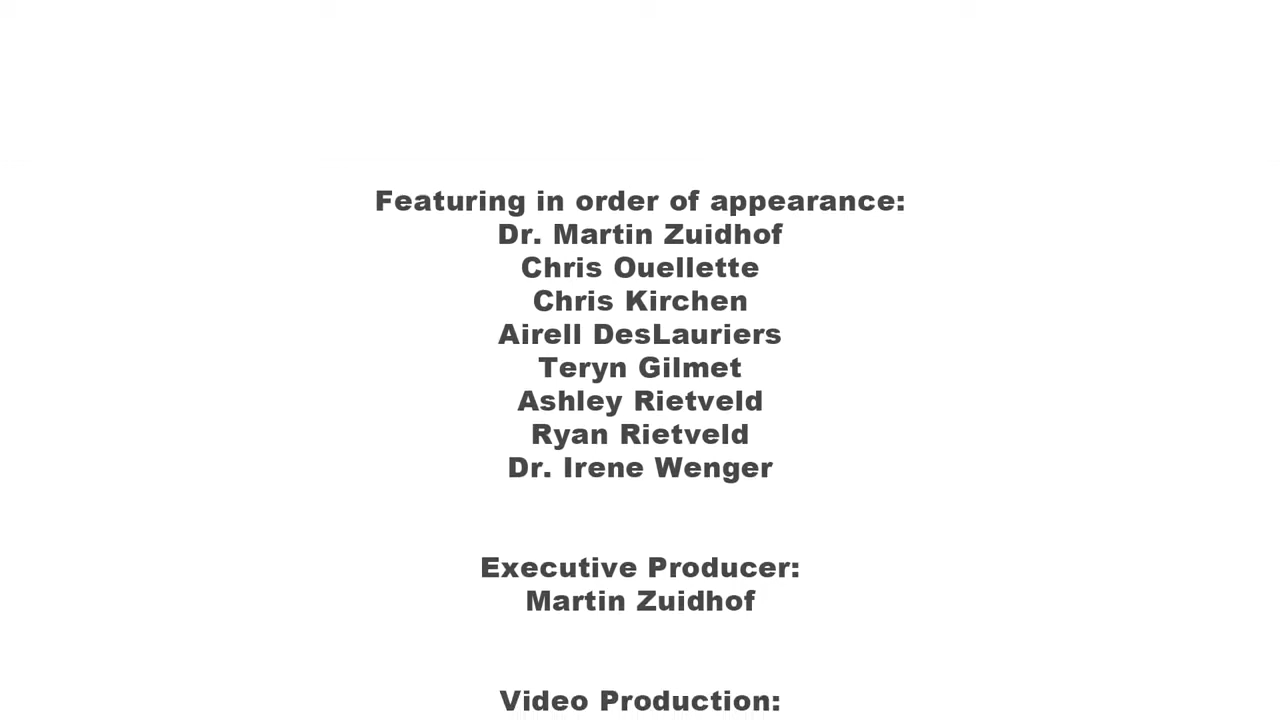 Featuring in order of appearance:
Dr. Martin Zuidhof
Chris Ouellette
Chris Kirchen
Airell DesLauriers
Teryn Gilmet
Ashley Rietveld
Ryan Rietveld
Dr. Irene Wenger
Executive Producer:
Martin Zuidhof
Video Production: